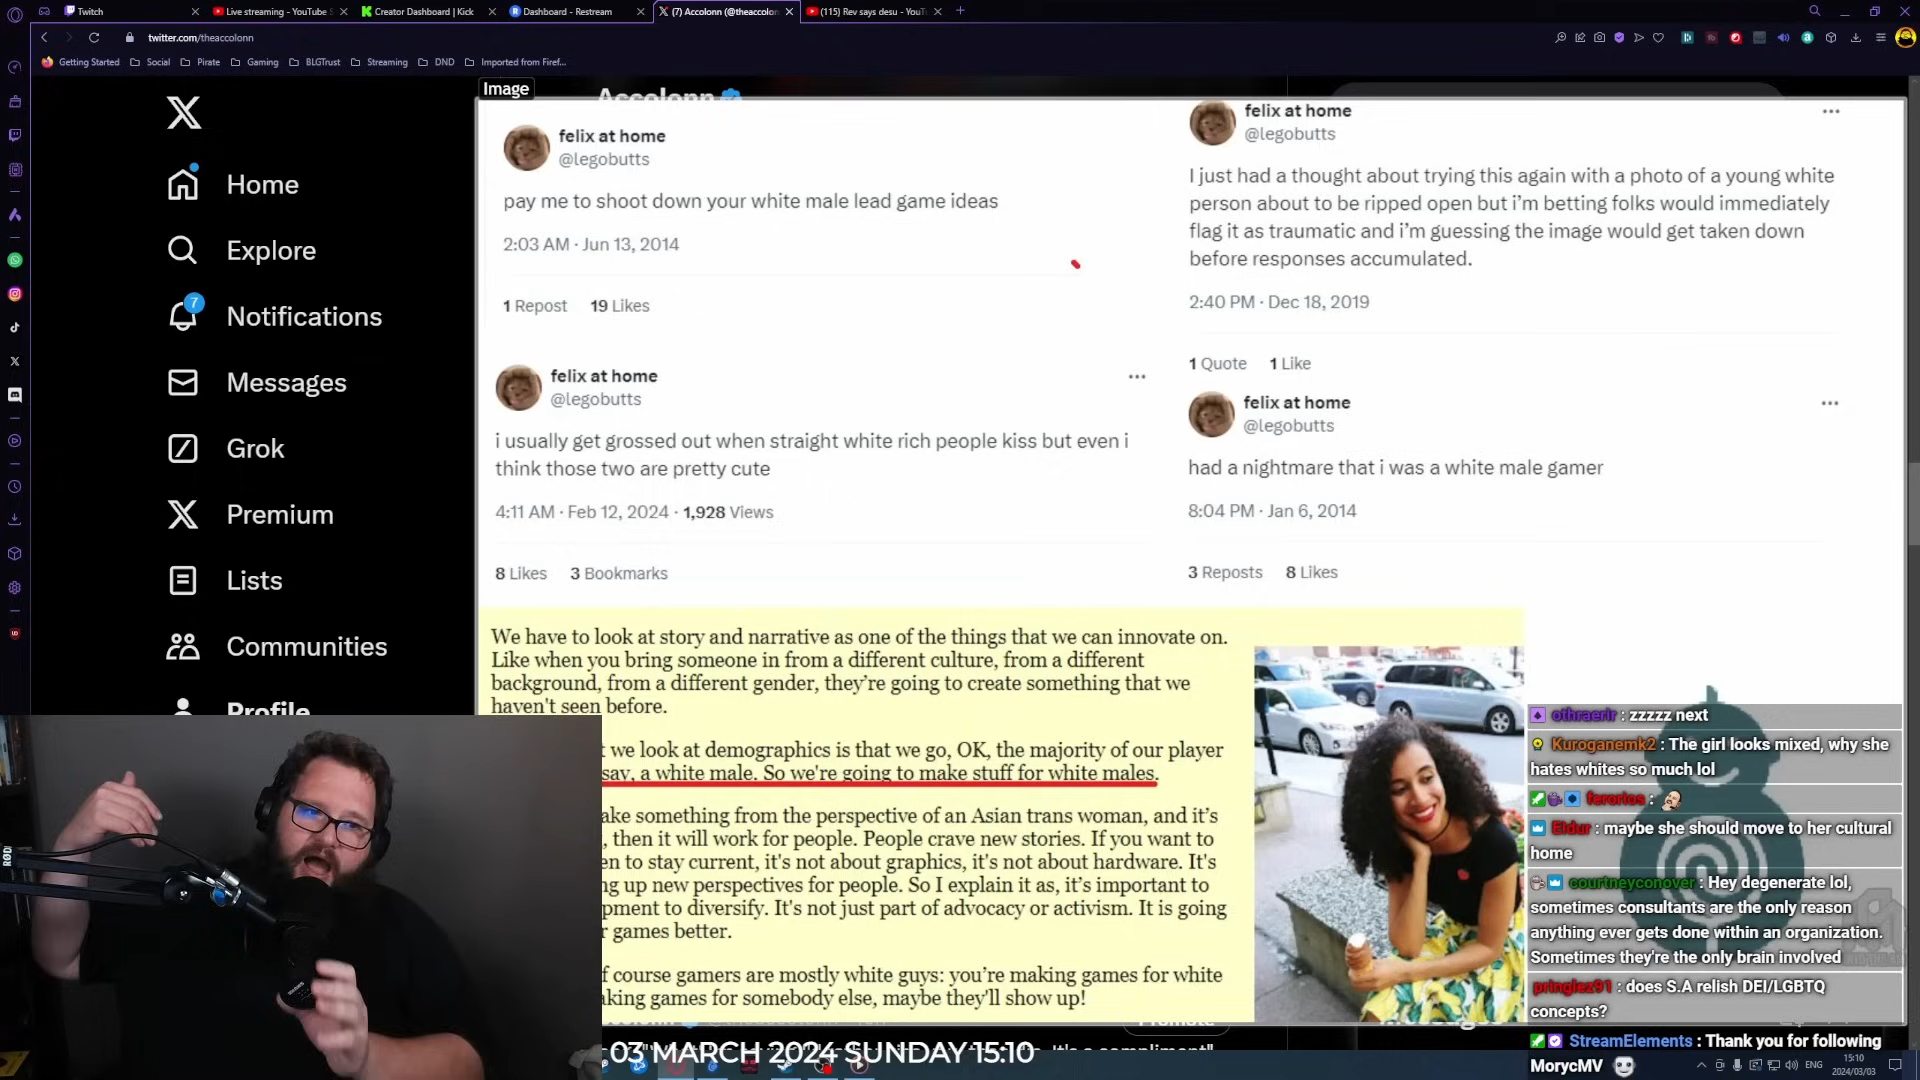 Twitch
Live streaming - YouTube S
Creator Dashboard | Kick
Dashboard - Restream
(7) Accolonn (@theaccolon
(115) Rev says desu - YouTu
twitter.com/theaccolonn
Getting Started
Social
Pirate
Gaming
BLGTrust
Streaming
DND
Imported from Firef...
Image
Accolonn
X
Home
Explore
7
Notifications
Messages
Grok
Premium
Lists
Communities
Profile
felix at home
@legobutts
pay me to shoot down your white male lead game ideas
2:03 AM · Jun 13, 2014
1 Repost 19 Likes
felix at home
@legobutts
i usually get grossed out when straight white rich people kiss but even i
think those two are pretty cute
4:11 AM · Feb 12, 2024 · 1,928 Views
8 Likes 3 Bookmarks
felix at home
@legobutts
I just had a thought about trying this again with a photo of a young white
person about to be ripped open but i'm betting folks would immediately
flag it as traumatic and i'm guessing the image would get taken down
before responses accumulated.
2:40 PM · Dec 18, 2019
1 Quote 1 Like
felix at home
@legobutts
had a nightmare that i was a white male gamer
8:04 PM · Jan 6, 2014
3 Reposts 8 Likes
We have to look at story and narrative as one of the things that we can innovate on.
Like when you bring someone in from a different culture, from a different
background, from a different gender, they're going to create something that we
haven't seen before.
we look at demographics is that we go, OK, the majority of our player
say, a white male. So we're going to make stuff for white males.
ake something from the perspective of an Asian trans woman, and it's
, then it will work for people. People crave new stories. If you want to
en to stay current, it's not about graphics, it's not about hardware. It's
ng up new perspectives for people. So I explain it as, it's important to
opment to diversify. It's not just part of advocacy or activism. It is going
r games better.
f course gamers are mostly white guys: you're making games for white
aking games for somebody else, maybe they'll show up!
RØDE
othraerir : zzzzz next
Kuroganemk2 : The girl looks mixed, why she
hates whites so much lol
ferorios :
Eldur : maybe she should move to her cultural
home
courtneyconover : Hey degenerate lol,
sometimes consultants are the only reason
anything ever gets done within an organization.
Sometimes they're the only brain involved
pringlez91 : does S.A relish DEI/LGBTQ
concepts?
StreamElements : Thank you for following
MorycMV
Promote
03 MARCH 2024 SUNDAY 15:10
It's a compliment"
ENG
15:10
2024/03/03